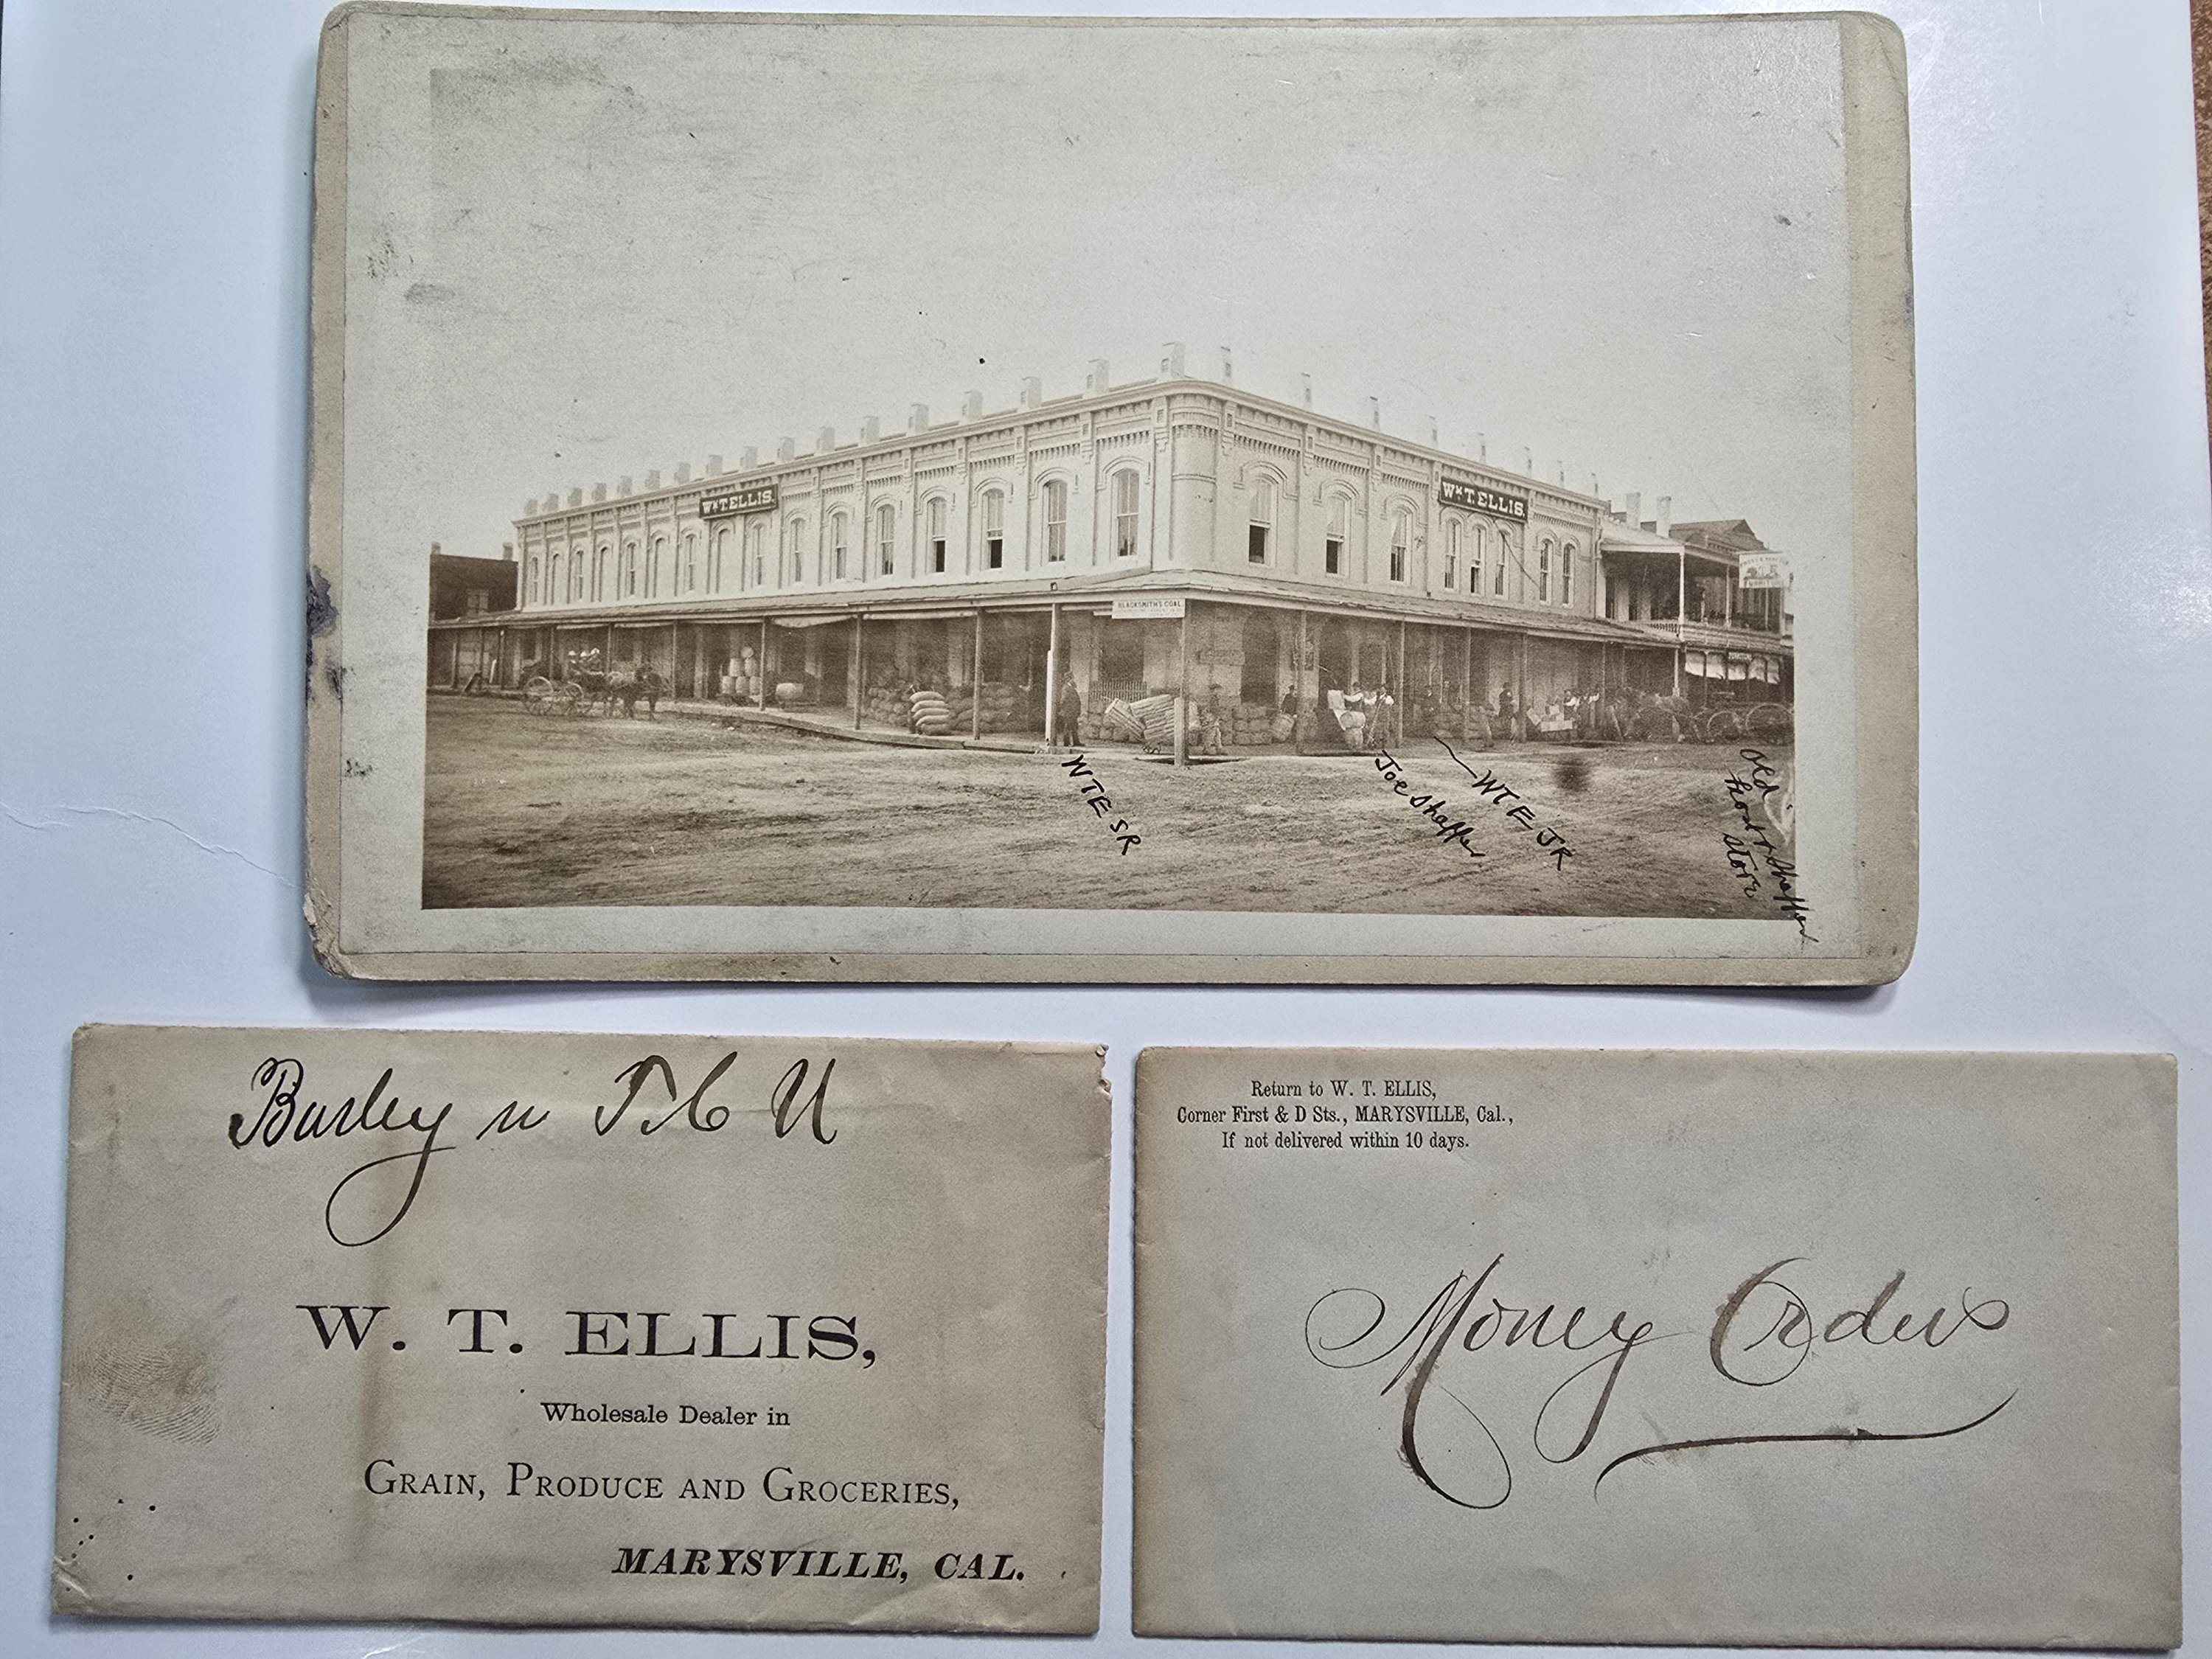 Wm T. ELLIS.
Wm T. ELLIS.
BLACKSMITH'S COAL.
WTE SR
Joe Shaffer
WTE JR
Old
Hood & Shaffer
Store
Burley n T C U
W. T. ELLIS,
Wholesale Dealer in
GRAIN, PRODUCE AND GROCERIES,
MARYSVILLE, CAL.
Return to W. T. ELLIS,
Corner First & D Sts., MARYSVILLE, Cal.,
If not delivered within 10 days.
Money Orders